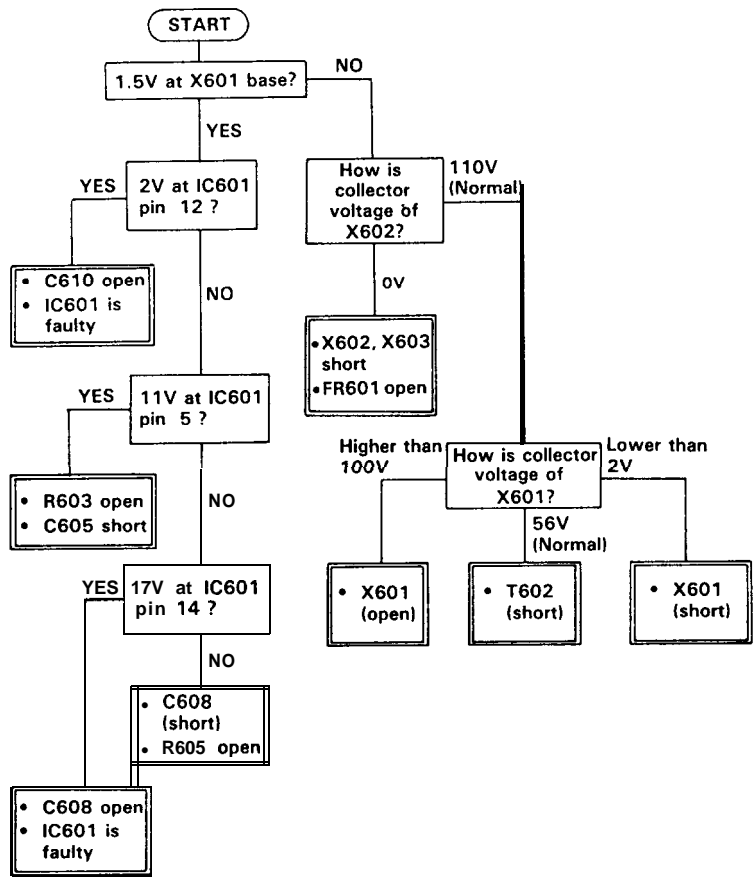 START
1.5V at X601 base?
NO
YES
How is
collector
voltage of
X602?
110V
(Normal)
YES
2V at IC601
pin 12 ?
• C610 open
• IC601 is
faulty
NO
0V
• X602, X603
short
• FR601 open
YES
11V at IC601
pin 5 ?
Higher than
100V
How is collector
voltage of
X601?
Lower than
2V
• R603 open
• C605 short
NO
56V
(Normal)
YES
17V at IC601
pin 14 ?
• X601
(open)
• T602
(short)
• X601
(short)
NO
• C608
(short)
• R605 open
• C608 open
• IC601 is
faulty